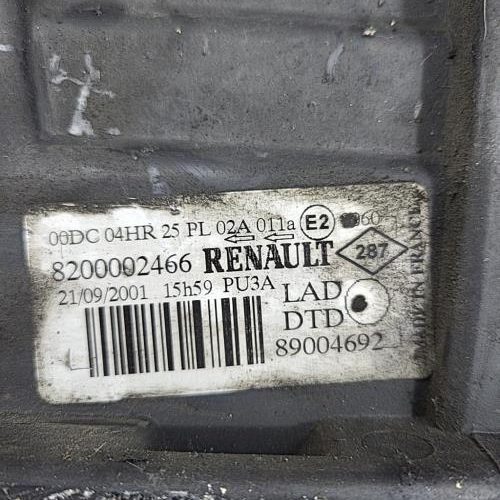 00DC 04HR 25 PL 02A 011a E2
8200002466 RENAULT 287
21/09/2001 15h59 PU3A LAD
DTD
89004692
MADE IN FRANCE